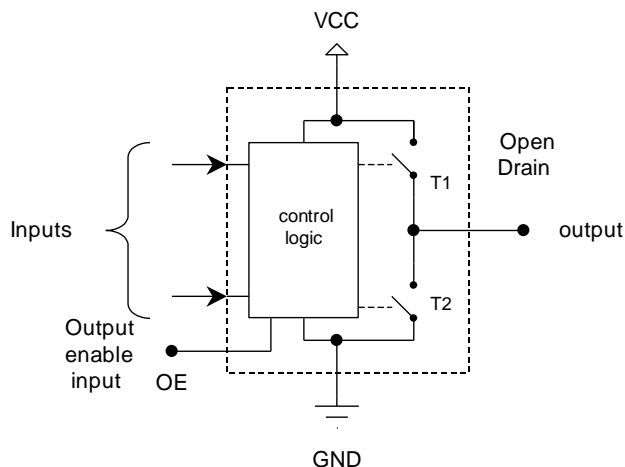 VCC
Open
Drain
T1
control
logic
Inputs
output
T2
Output
enable
input
OE
GND